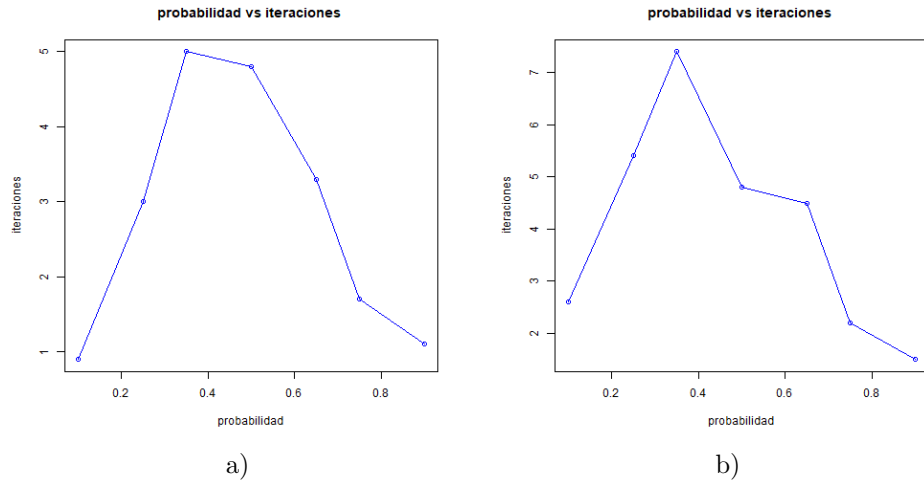 probabilidad vs iteraciones
5
4
3
2
1
iteraciones
0.2 0.4 0.6 0.8
probabilidad
a)
probabilidad vs iteraciones
7
6
5
4
3
2
iteraciones
0.2 0.4 0.6 0.8
probabilidad
b)